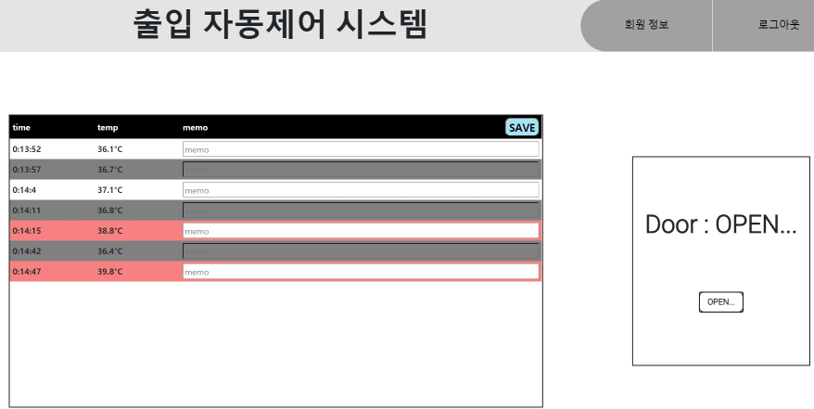 출입 자동제어 시스템
회원 정보
로그아웃
time temp memo SAVE
0:13:52 36.1°C memo
0:13:57 36.7°C
0:14:4 37.1°C memo
0:14:11 36.8°C
0:14:15 38.8°C memo
0:14:42 36.4°C
0:14:47 39.8°C memo
Door : OPEN...
OPEN...